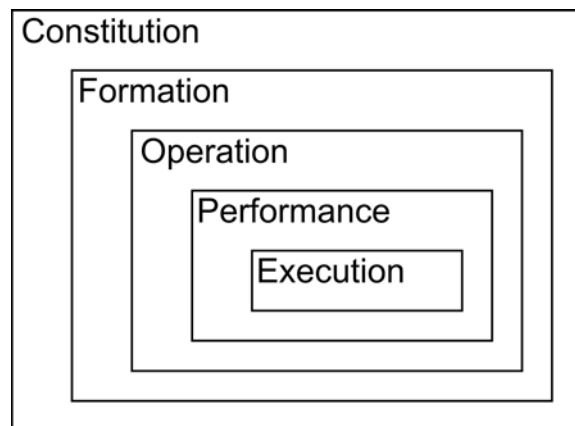 Constitution
Formation
Operation
Performance
Execution